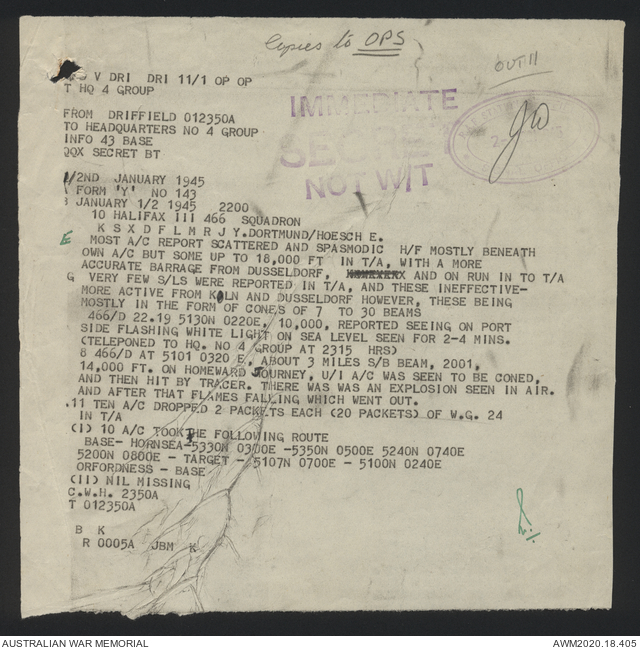 Copies to OPS
OUT 11
V DRI DRI 11/1 OP OP
T HQ 4 GROUP
IMMEDIATE
FROM DRIFFIELD 012350A
TO HEADQUARTERS NO 4 GROUP
INFO 43 BASE
QQX SECRET BT
NOT W/T
1/2ND JANUARY 1945
FORM 'Y' NO 143
JANUARY 1/2 1945 2200
10 HALIFAX III 466 SQUADRON
K S X D F L M R J Y.DORTMUND/HOESCH E.
E MOST A/C REPORT SCATTERED AND SPASMODIC H/F MOSTLY BENEATH
OWN A/C BUT SOME UP TO 18,000 FT IN T/A, WITH A MORE
ACCURATE BARRAGE FROM DUSSELDORF, AND ON RUN IN TO T/A
G VERY FEW S/LS WERE REPORTED IN T/A, AND THESE INEFFECTIVE-
MORE ACTIVE FROM KOLN AND DUSSELDORF HOWEVER, THESE BEING
MOSTLY IN THE FORM OF CONES OF 7 TO 30 BEAMS
466/D 22.19 5130N 0220E, 10,000, REPORTED SEEING ON PORT
SIDE FLASHING WHITE LIGHT ON SEA LEVEL SEEN FOR 2-4 MINS.
(TELEPONED TO HQ. NO 4 GROUP AT 2315 HRS)
8 466/D AT 5101 0320 E, ABOUT 3 MILES S/B BEAM, 2001,
14,000 FT. ON HOMEWARD JOURNEY, U/I A/C WAS SEEN TO BE CONED,
AND THEN HIT BY TRACER. THERE WAS WAS AN EXPLOSION SEEN IN AIR.
AND AFTER THAT FLAMES FALLING WHICH WENT OUT.
.11 TEN A/C DROPPED 2 PACKETS EACH (20 PACKETS) OF W.G. 24
IN T/A
(I) 10 A/C TOOK THE FOLLOWING ROUTE
BASE- HORNSEA-5330N 0300E -5350N 0500E 5240N 0740E
5200N 0800E - TARGET - 5107N 0700E - 5100N 0240E
ORFORDNESS - BASE
(II) NIL MISSING
C.W.H. 2350A
T 012350A
B K
R 0005A JBM K
AUSTRALIAN WAR MEMORIAL
AWM2020.18.405